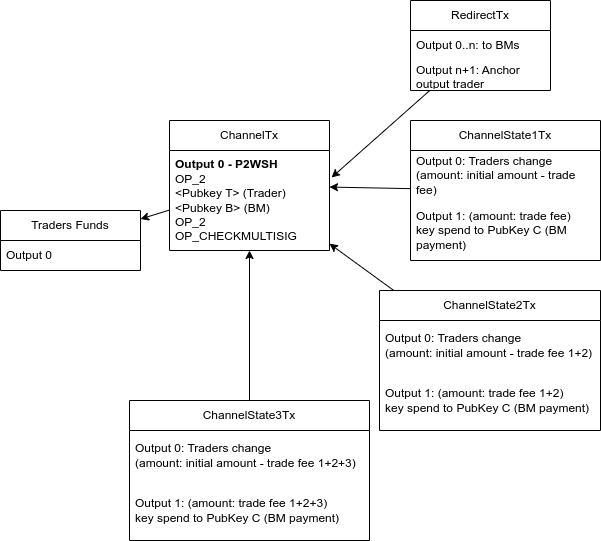 RedirectTx
Output 0..n: to BMs
Output n+1: Anchor
output trader
ChannelTx
Output 0 - P2WSH
OP_2
<Pubkey T> (Trader)
<Pubkey B> (BM)
OP_2
OP_CHECKMULTISIG
ChannelState1Tx
Output 0: Traders change
(amount: initial amount - trade
fee)
Output 1: (amount: trade fee)
key spend to PubKey C (BM
payment)
Traders Funds
Output 0
ChannelState2Tx
Output 0: Traders change
(amount: initial amount - trade fee 1+2)
Output 1: (amount: trade fee 1+2)
key spend to PubKey C (BM payment)
ChannelState3Tx
Output 0: Traders change
(amount: initial amount - trade fee 1+2+3)
Output 1: (amount: trade fee 1+2+3)
key spend to PubKey C (BM payment)